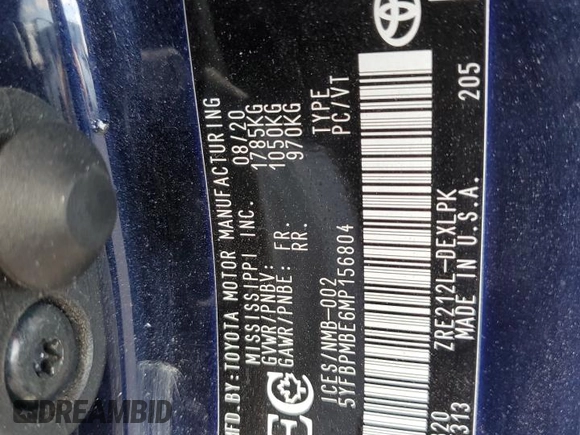 MFD.BY:TOYOTA MOTOR MANUFACTURING
MISSISSIPPI INC. 08/20
GVWR/PNBV: 1785KG
GAWR/PNBE: FR. 1050KG
RR. 970KG
ICES/NMB-002 TYPE
5YFBPMBE6MP156804 PC/VT
ZRE212L-DEXLPK 205
MADE IN U.S.A.
313
DREAMBID